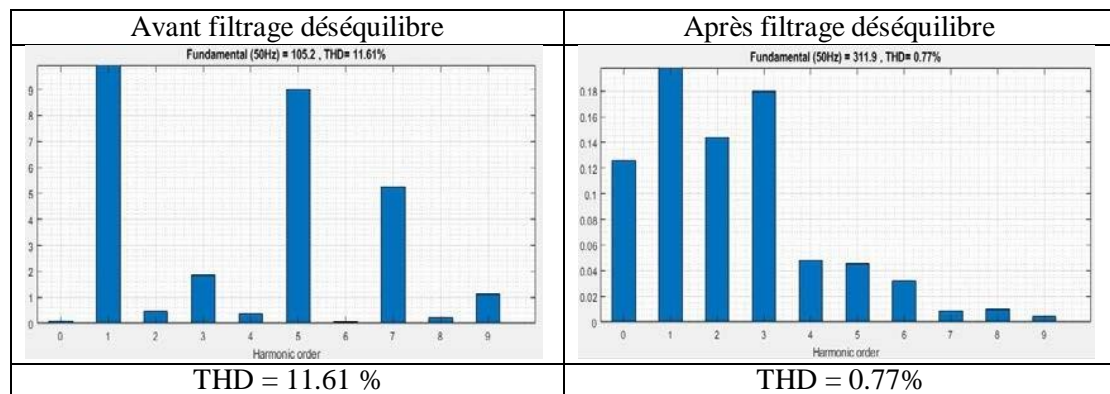 Avant filtrage déséquilibre
Après filtrage déséquilibre
Fundamental (50Hz) = 105.2 , THD= 11.61%
9
8
7
6
5
4
3
2
1
0
0 1 2 3 4 5 6 7 8 9
Harmonic order
Fundamental (50Hz) = 311.9 , THD= 0.77%
0.18
0.16
0.14
0.12
0.1
0.08
0.06
0.04
0.02
0
0 1 2 3 4 5 6 7 8 9
Harmonic order
THD = 11.61 %
THD = 0.77%